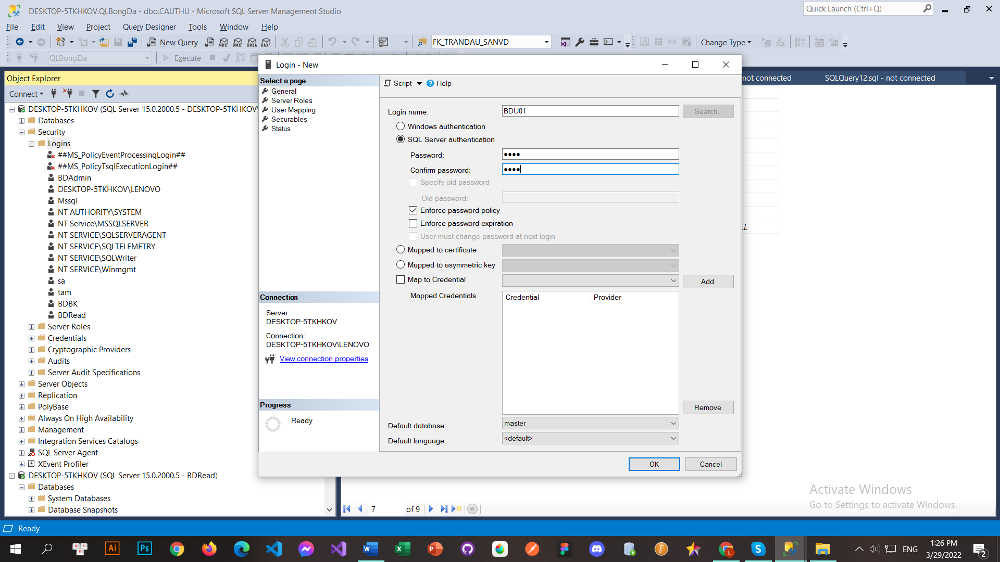 DESKTOP-5TKHKOV.QLBongDa - dbo.CAUTHU - Microsoft SQL Server Management Studio
Quick Launch (Ctrl+Q)
File Edit View Project Query Designer Tools Window Help
New Query MDX DMX XMLA DAX FK_TRANDAU_SANVD SQL Change Type
QLBongDa Execute
Object Explorer
not connected SQLQuery12.sql - not connected
Connect
DESKTOP-5TKHKOV (SQL Server 15.0.2000.5 - DESKTOP-5TKHKOV\
Databases
Security
Logins
##MS_PolicyEventProcessingLogin##
##MS_PolicyTsqlExecutionLogin##
BDAdmin
DESKTOP-5TKHKOV\LENOVO
Mssql
NT AUTHORITY\SYSTEM
NT Service\MSSQLSERVER
NT SERVICE\SQLSERVERAGENT
NT SERVICE\SQLTELEMETRY
NT SERVICE\SQLWriter
NT SERVICE\Winmgmt
sa
tam
BDBK
BDRead
Server Roles
Credentials
Cryptographic Providers
Audits
Server Audit Specifications
Server Objects
Replication
PolyBase
Always On High Availability
Management
Integration Services Catalogs
SQL Server Agent
XEvent Profiler
DESKTOP-5TKHKOV (SQL Server 15.0.2000.5 - BDRead)
Databases
System Databases
Database Snapshots
Login - New
Select a page
General
Server Roles
User Mapping
Securables
Status
Connection
Server:
DESKTOP-5TKHKOV
Connection:
DESKTOP-5TKHKOV\LENOVO
View connection properties
Progress
Ready
Script Help
Login name: BDU01 Search...
Windows authentication
SQL Server authentication
Password: ●●●●
Confirm password: ●●●●
Specify old password
Old password:
Enforce password policy
Enforce password expiration
User must change password at next login
Mapped to certificate
Mapped to asymmetric key
Map to Credential Add
Mapped Credentials Credential Provider
Remove
Default database: master
Default language: <default>
OK Cancel
LL
7 of 9
Activate Windows
Go to Settings to activate Windows.
Ready
Ai Ps L S ENG 1:26 PM
3/29/2022 2